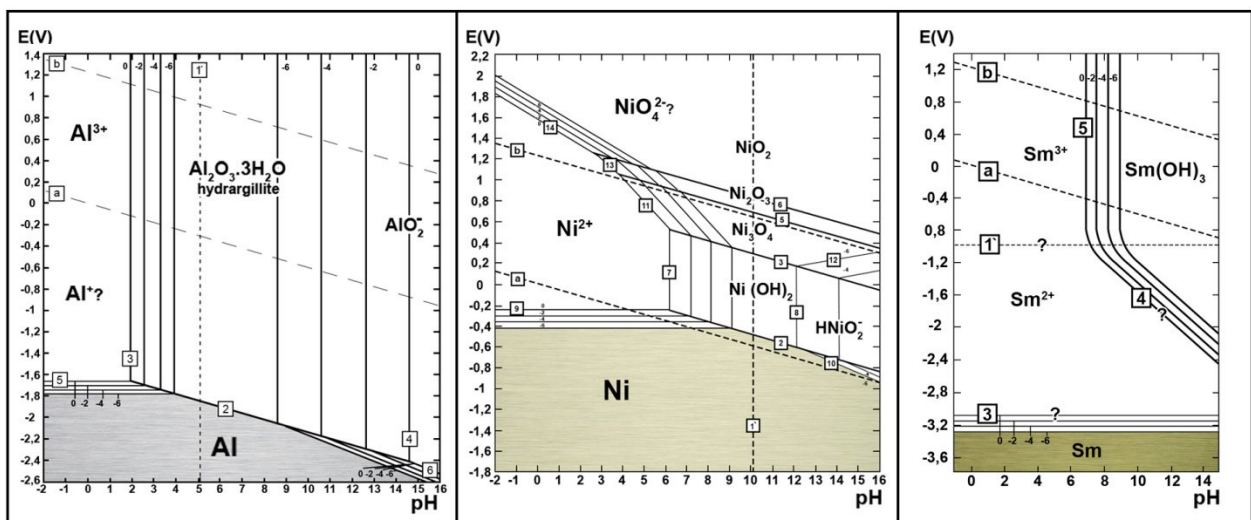 E(V)
1,4
1,2
1
0,8
0,6
0,4
0,2
0
-0,2
-0,4
-0,6
-0,8
-1
-1,2
-1,4
-1,6
-1,8
-2
-2,2
-2,4
-2,6
-2 -1 0 1 2 3 4 5 6 7 8 9 10 11 12 13 14 15 16
pH
0 -2 -4 -6
-6 -4 -2 0
b
1'
Al³⁺
Al₂O₃.3H₂O
hydrargillite
a
AlO₂⁻
Al⁺?
3
5
0 -2 -4 -6
2
4
Al
0 -2 -4 -6
6
E(V)
2,2
2
1,8
1,6
1,4
1,2
1
0,8
0,6
0,4
0,2
0
-0,2
-0,4
-0,6
-0,8
-1
-1,2
-1,4
-1,6
-1,8
-2 -1 0 1 2 3 4 5 6 7 8 9 10 11 12 13 14 15 16
pH
NiO₄²⁻?
14
b
NiO₂
13
Ni₂O₃
11
6
5
Ni²⁺
Ni₃O₄
12
3
a
7
Ni (OH)₂
9
8
HNiO₂⁻
2
10
Ni
1'
E(V)
1,2
0,8
0,4
0
-0,4
-0,8
-1,2
-1,6
-2
-2,4
-2,8
-3,2
-3,6
-2 0 2 4 6 8 10 12 14
pH
0 -2 -4 -6
b
5
Sm³⁺
Sm(OH)₃
a
1'
?
Sm²⁺
4
?
3
?
0 -2 -4 -6
Sm